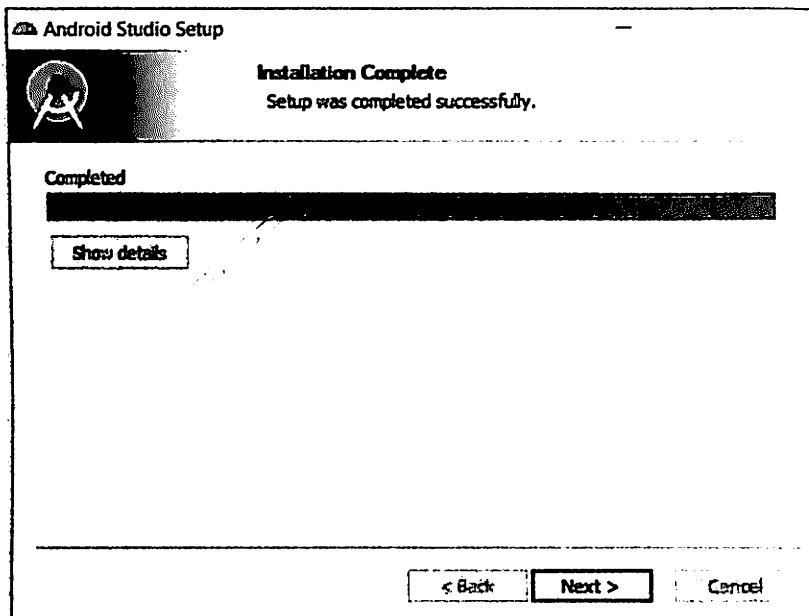 Android Studio Setup
Installation Complete
Setup was completed successfully.
Completed
Show details
< Back
Next >
Cancel